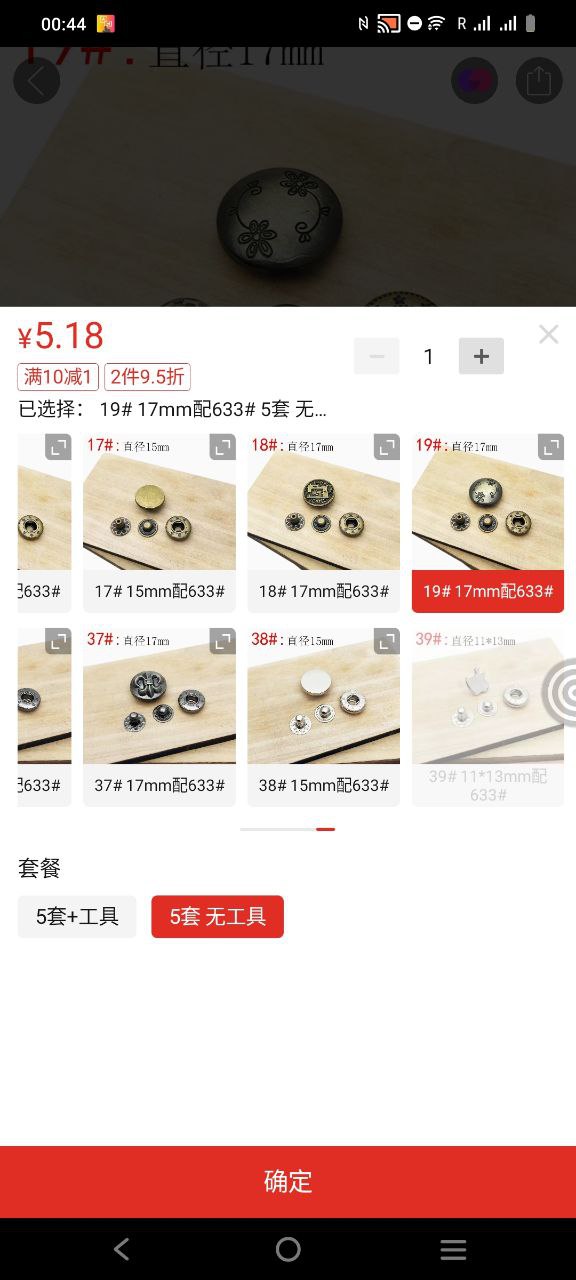 00:44
R
17#:直径17mm
¥5.18
1
满10减1
2件9.5折
已选择: 19# 17mm配633# 5套 无...
17#:直径15mm
18#:直径17mm
19#:直径17mm
配633#
17# 15mm配633#
18# 17mm配633#
19# 17mm配633#
37#:直径17mm
38#:直径15mm
39#:直径11*13mm
配633#
37# 17mm配633#
38# 15mm配633#
39# 11*13mm配
633#
套餐
5套+工具
5套 无工具
确定